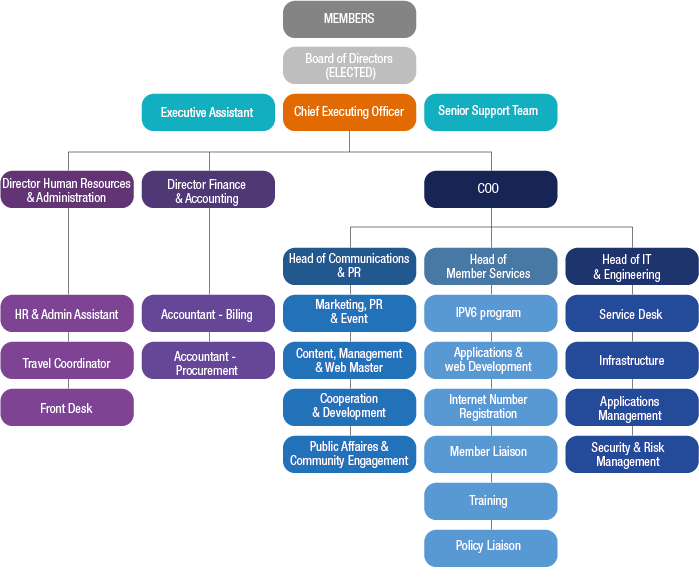 MEMBERS
Board of Directors
(ELECTED)
Executive Assistant
Chief Executing Officer
Senior Support Team
Director Human Resources
& Administration
Director Finance
& Accounting
COO
Head of Communications
& PR
Head of
Member Services
Head of IT
& Engineering
HR & Admin Assistant
Accountant - Biling
Marketing, PR
& Event
IPV6 program
Service Desk
Travel Coordinator
Accountant -
Procurement
Content, Management
& Web Master
Applications &
web Development
Infrastructure
Front Desk
Cooperation
& Development
Internet Number
Registration
Applications
Management
Public Affaires &
Community Engagement
Member Liaison
Security & Risk
Management
Training
Policy Liaison